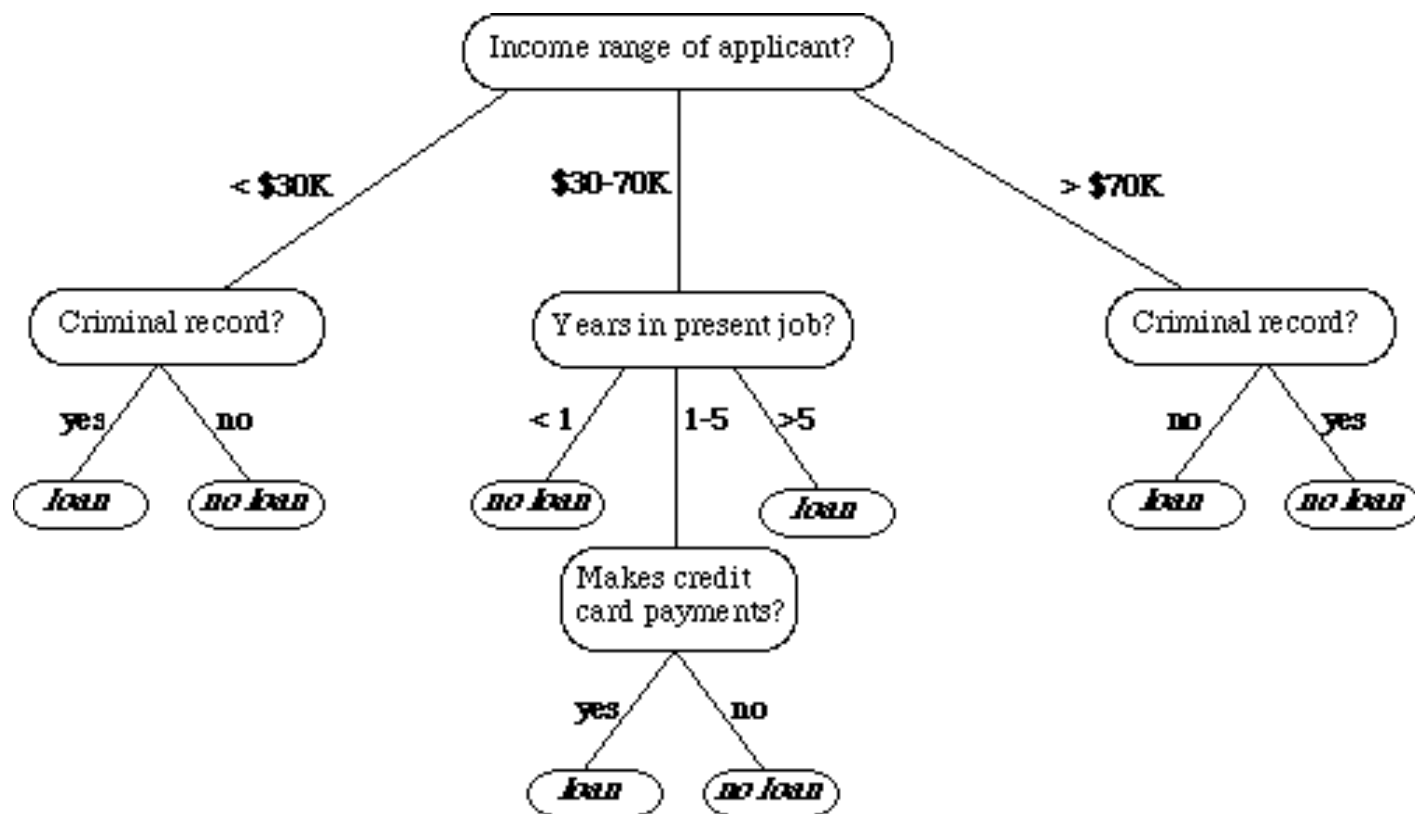 Income range of applicant?
< $30K
$30-70K
> $70K
Criminal record?
Years in present job?
Criminal record?
yes
no
< 1
1-5
>5
no
yes
loan
no loan
no loan
loan
loan
no loan
Makes credit
card payments?
yes
no
loan
no loan